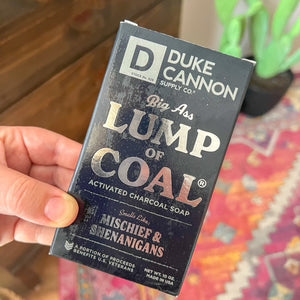 D
DUKE
CANNON
SUPPLY CO.
Big Ass
LUMP
OF
COAL®
ACTIVATED CHARCOAL SOAP
Smells Like
MISCHIEF &
SHENANIGANS
A PORTION OF PROCEEDS
BENEFITS U.S. VETERANS
NET WT. 10 OZ.
MADE IN USA